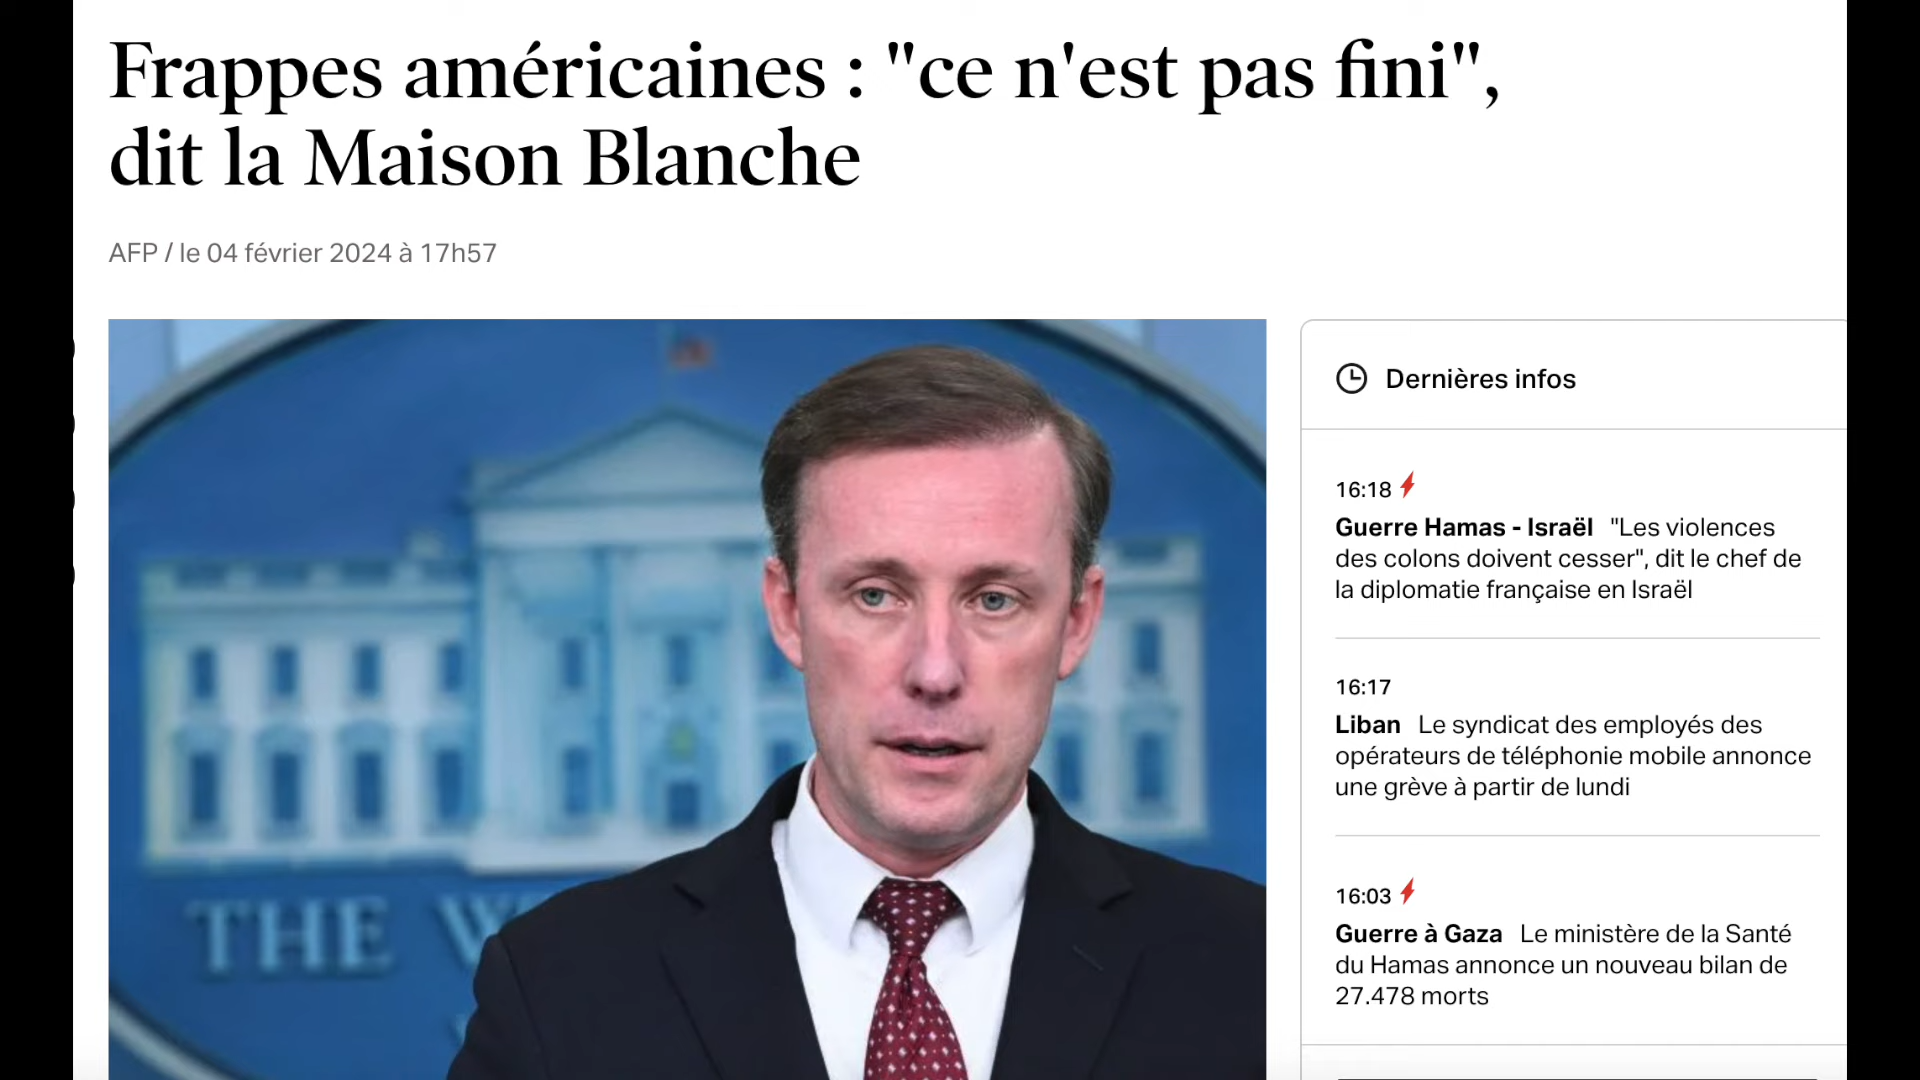 Frappes américaines : "ce n'est pas fini",
dit la Maison Blanche
AFP / le 04 février 2024 à 17h57
THE W
Dernières infos
16:18
Guerre Hamas - Israël "Les violences
des colons doivent cesser", dit le chef de
la diplomatie française en Israël
16:17
Liban Le syndicat des employés des
opérateurs de téléphonie mobile annonce
une grève à partir de lundi
16:03
Guerre à Gaza Le ministère de la Santé
du Hamas annonce un nouveau bilan de
27.478 morts